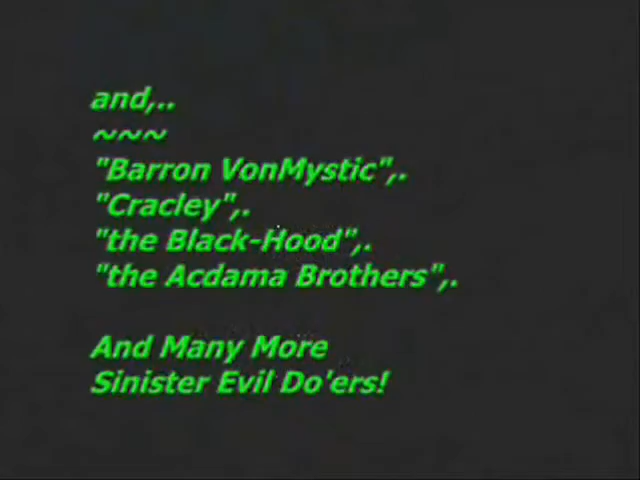 and,..
~~~
"Barron VonMystic",.
"Cracley",.
"the Black-Hood",.
"the Acdama Brothers",.
And Many More
Sinister Evil Do'ers!